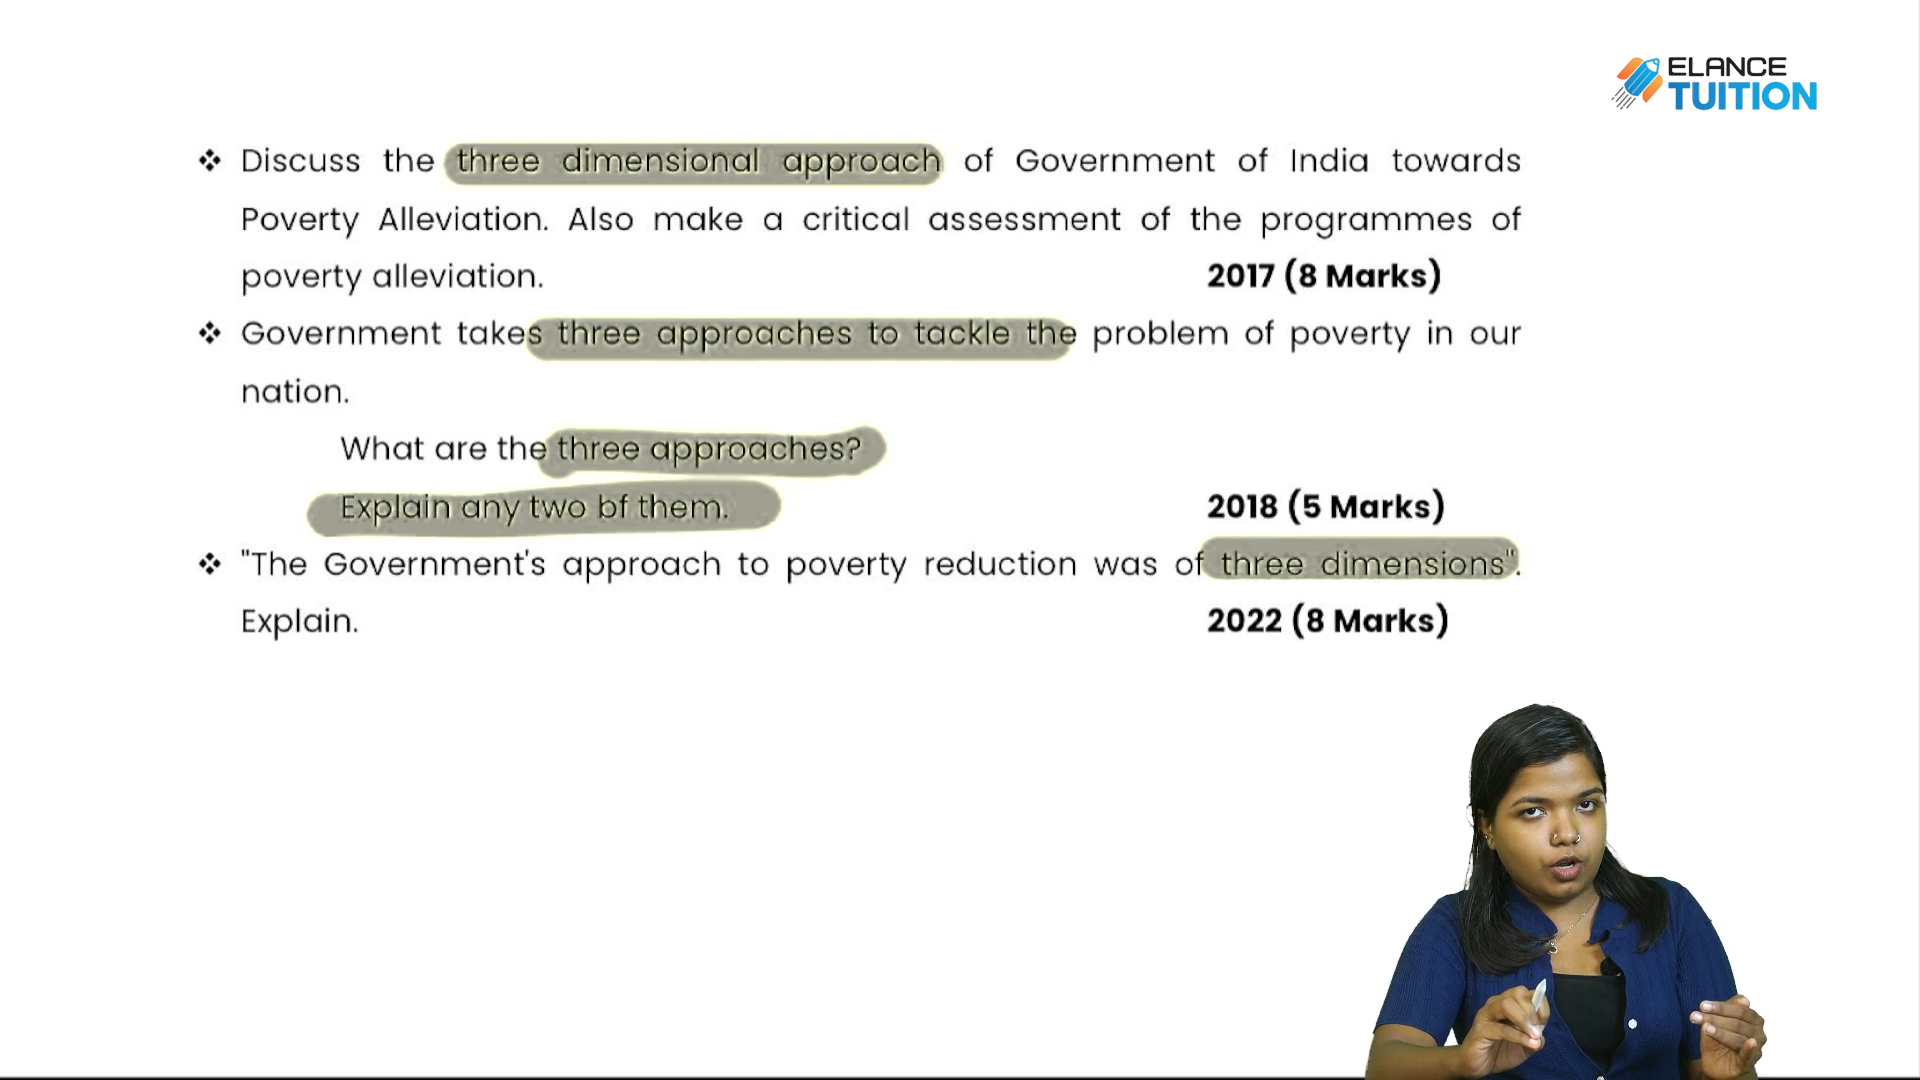 ELANCE
TUITION
❖ Discuss the three dimensional approach of Government of India towards
Poverty Alleviation. Also make a critical assessment of the programmes of
poverty alleviation. 2017 (8 Marks)
❖ Government takes three approaches to tackle the problem of poverty in our
nation.
What are the three approaches?
Explain any two bf them. 2018 (5 Marks)
❖ "The Government's approach to poverty reduction was of three dimensions".
Explain. 2022 (8 Marks)